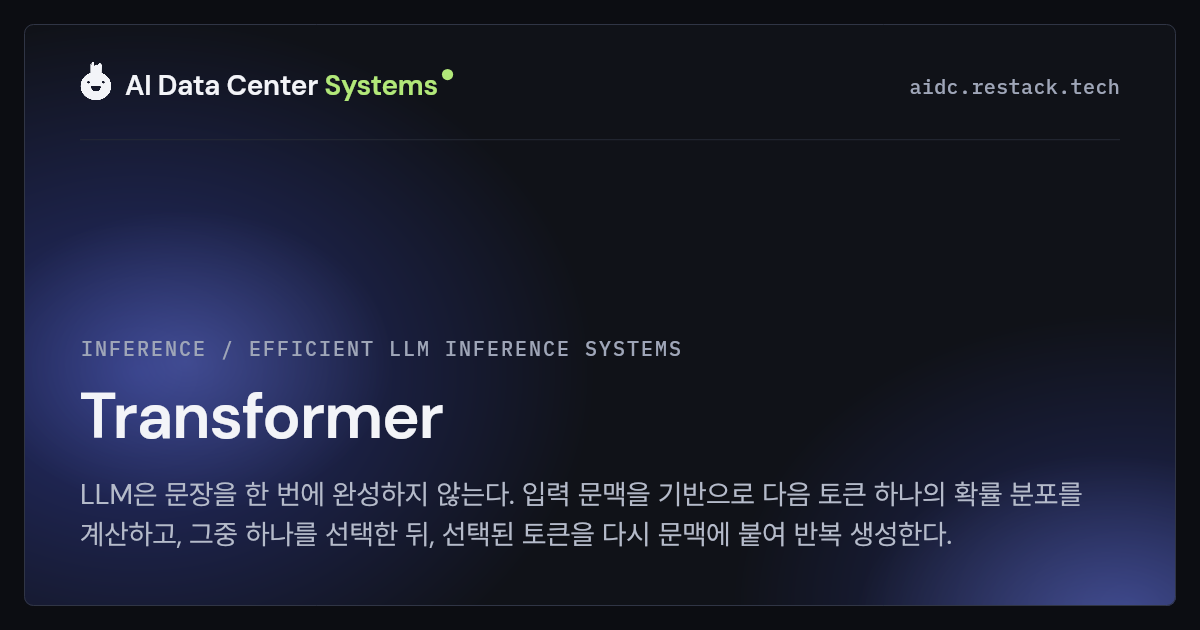 AI Data Center Systems
aidc.restack.tech
INFERENCE / EFFICIENT LLM INFERENCE SYSTEMS
Transformer
LLM은 문장을 한 번에 완성하지 않는다. 입력 문맥을 기반으로 다음 토큰 하나의 확률 분포를
계산하고, 그중 하나를 선택한 뒤, 선택된 토큰을 다시 문맥에 붙여 반복 생성한다.